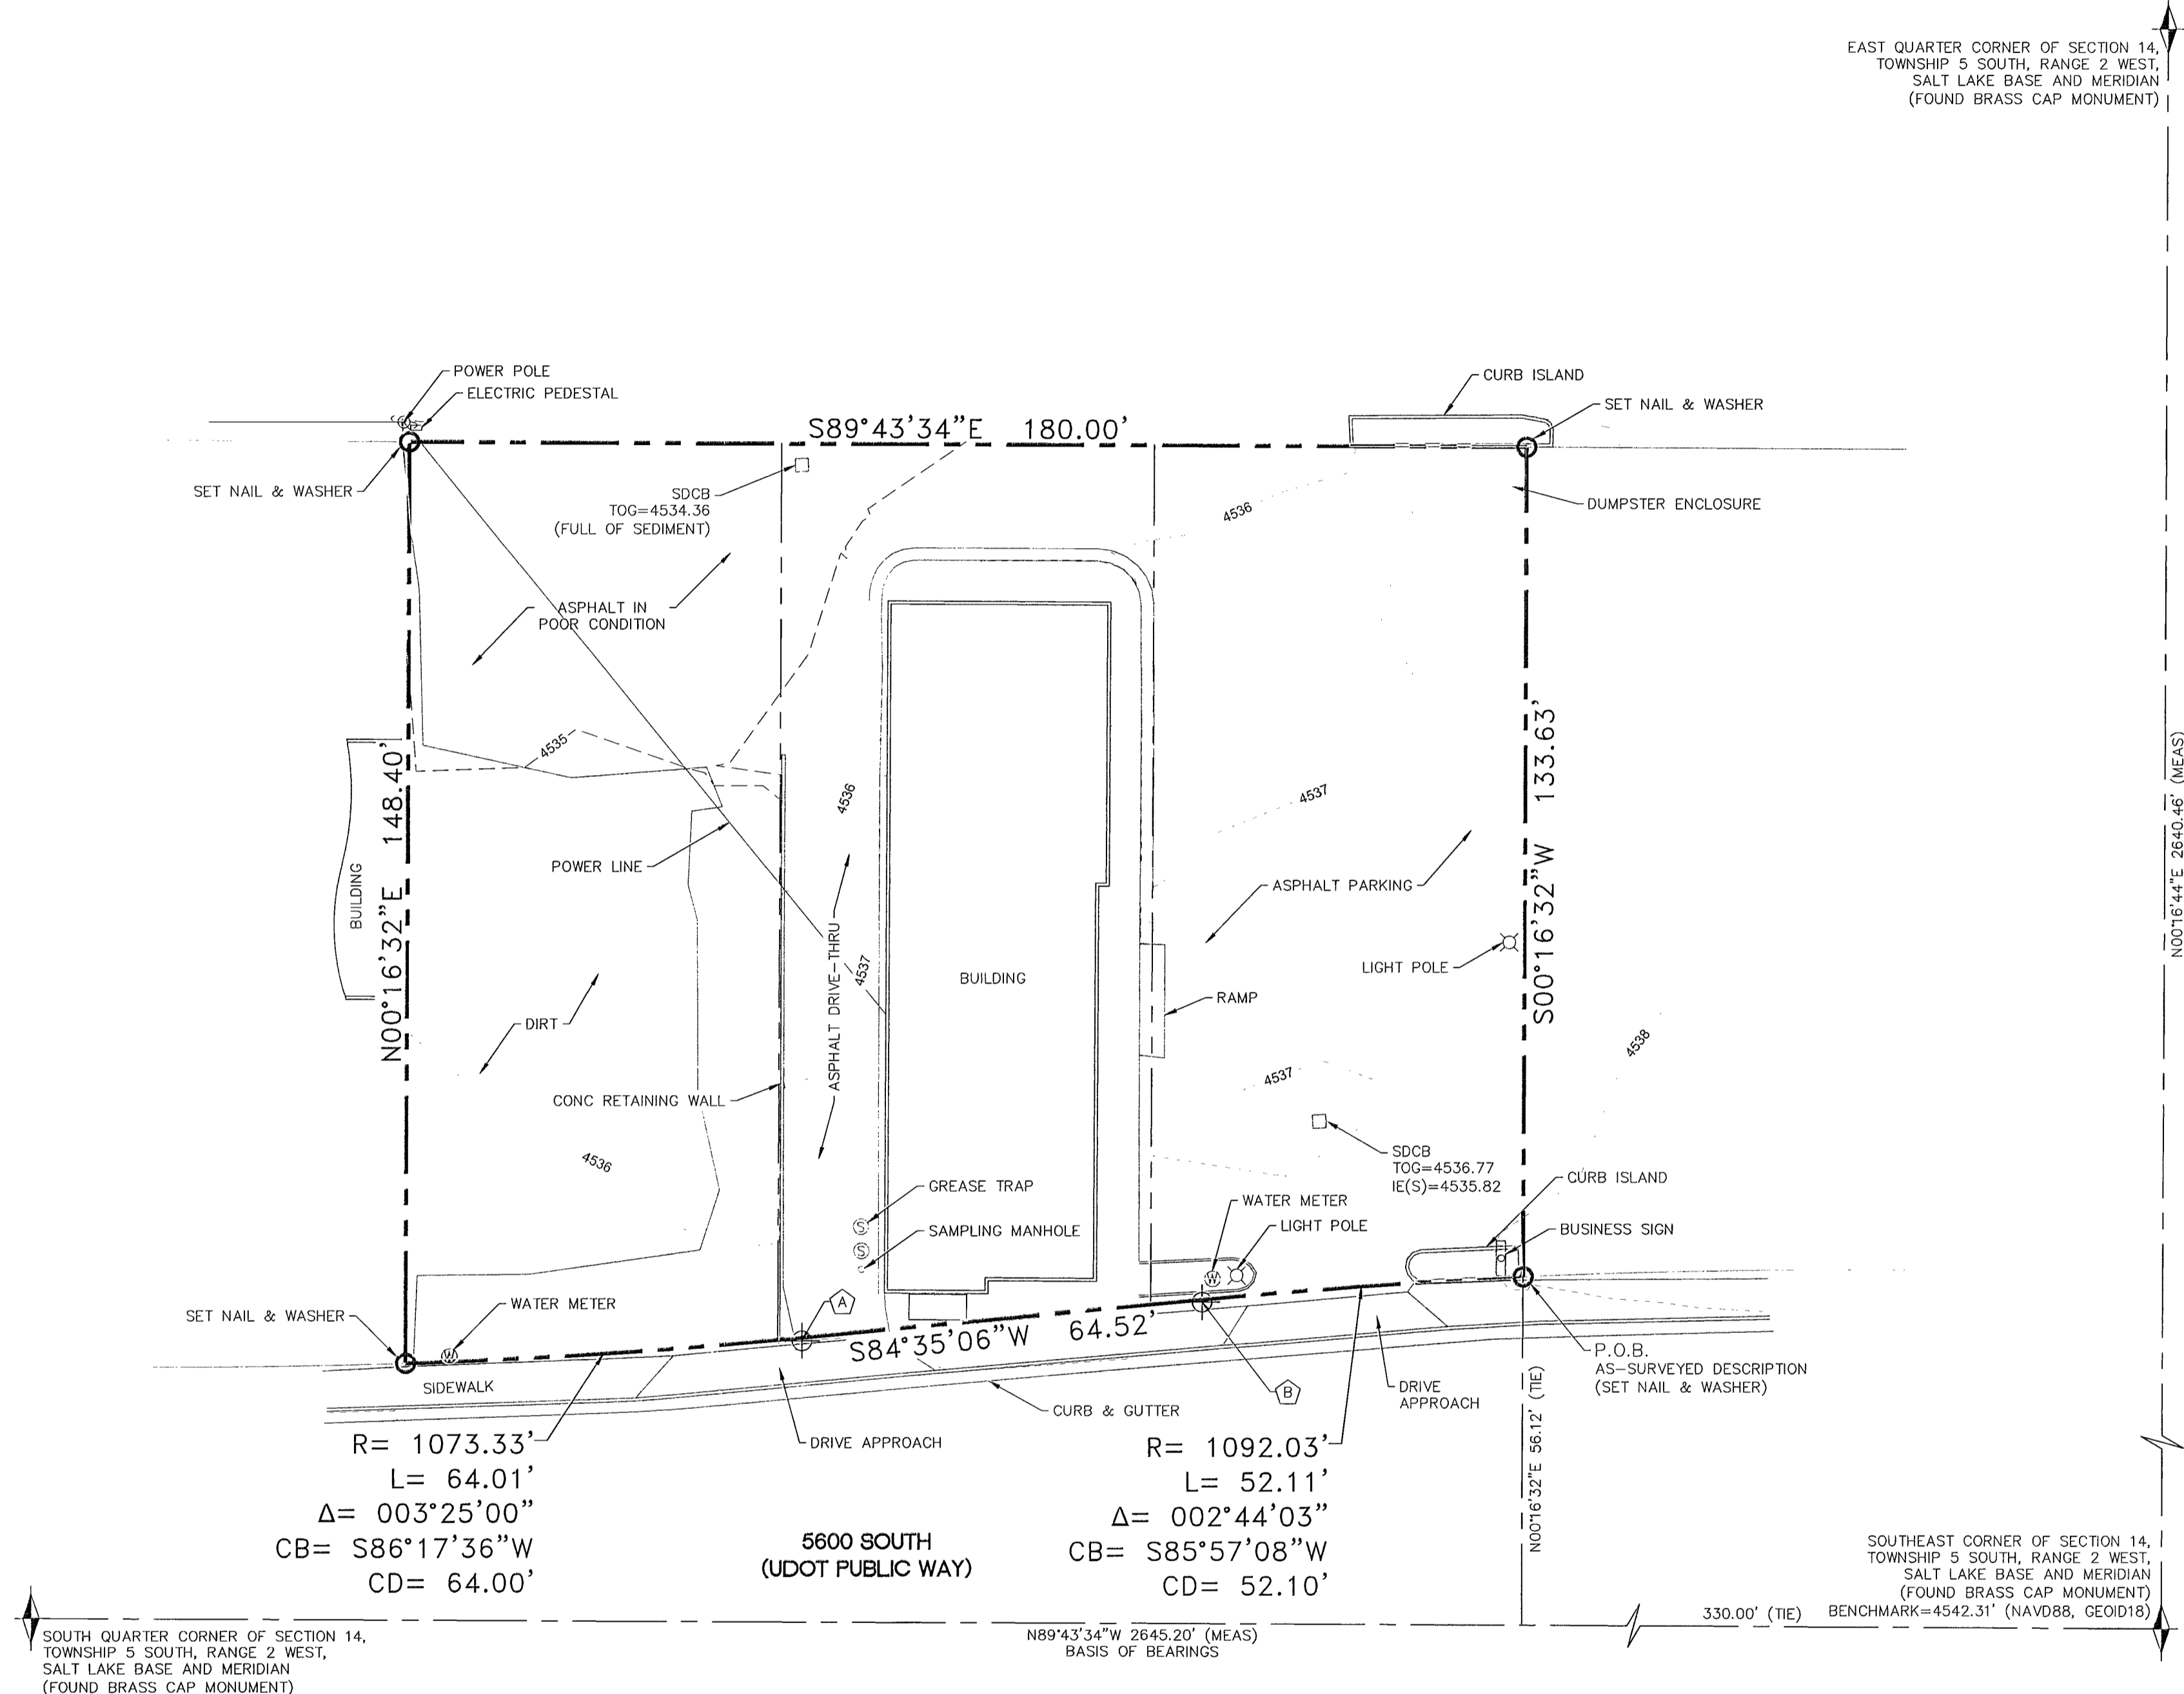 EAST QUARTER CORNER OF SECTION 14,
TOWNSHIP 5 SOUTH, RANGE 2 WEST,
SALT LAKE BASE AND MERIDIAN
(FOUND BRASS CAP MONUMENT)
POWER POLE
ELECTRIC PEDESTAL
CURB ISLAND
SET NAIL & WASHER
S89°43'34"E 180.00'
SET NAIL & WASHER
SDCB
TOG=4534.36
(FULL OF SEDIMENT)
DUMPSTER ENCLOSURE
4536
ASPHALT IN
POOR CONDITION
4535
N00°16'32"E 148.40'
BUILDING
4536
4537
S00°16'32"W 133.63'
N00°16'44"E 2640.46' (MEAS)
POWER LINE
ASPHALT PARKING
ASPHALT DRIVE-THRU
4537
BUILDING
LIGHT POLE
RAMP
DIRT
4538
4537
CONC RETAINING WALL
4536
SDCB
TOG=4536.77
IE(S)=4535.82
GREASE TRAP
CURB ISLAND
WATER METER
S
SAMPLING MANHOLE
LIGHT POLE
BUSINESS SIGN
S
W
SET NAIL & WASHER
WATER METER
A
W
S84°35'06"W 64.52'
P.O.B.
AS-SURVEYED DESCRIPTION
(SET NAIL & WASHER)
SIDEWALK
B
DRIVE
APPROACH
CURB & GUTTER
DRIVE APPROACH
N00°16'32"E 56.12' (TIE)
R= 1073.33'
L= 64.01'
Δ= 003°25'00"
CB= S86°17'36"W
CD= 64.00'
R= 1092.03'
L= 52.11'
Δ= 002°44'03"
CB= S85°57'08"W
CD= 52.10'
5600 SOUTH
(UDOT PUBLIC WAY)
SOUTHEAST CORNER OF SECTION 14,
TOWNSHIP 5 SOUTH, RANGE 2 WEST,
SALT LAKE BASE AND MERIDIAN
(FOUND BRASS CAP MONUMENT)
330.00' (TIE) BENCHMARK=4542.31' (NAVD88, GEOID18)
SOUTH QUARTER CORNER OF SECTION 14,
TOWNSHIP 5 SOUTH, RANGE 2 WEST,
SALT LAKE BASE AND MERIDIAN
(FOUND BRASS CAP MONUMENT)
N89°43'34"W 2645.20' (MEAS)
BASIS OF BEARINGS